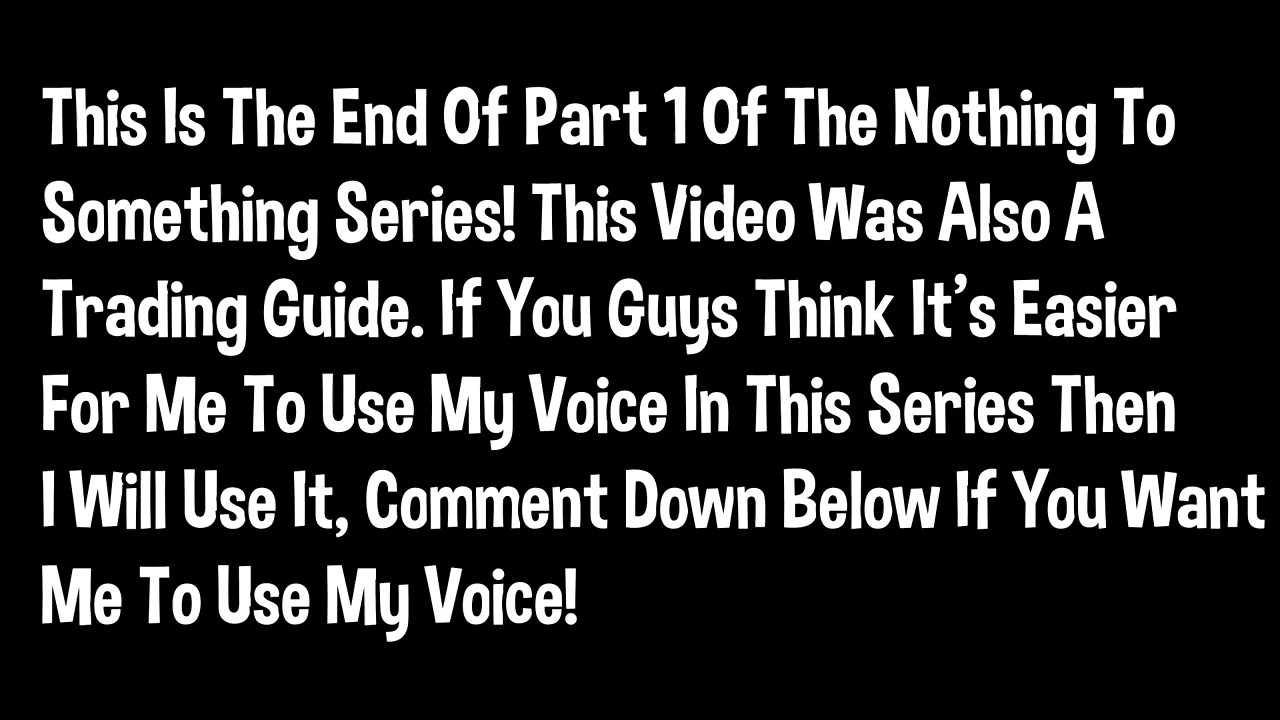 This Is The End Of Part 1 Of The Nothing To
Something Series! This Video Was Also A
Trading Guide. If You Guys Think It’s Easier
For Me To Use My Voice In This Series Then
I Will Use It, Comment Down Below If You Want
Me To Use My Voice!